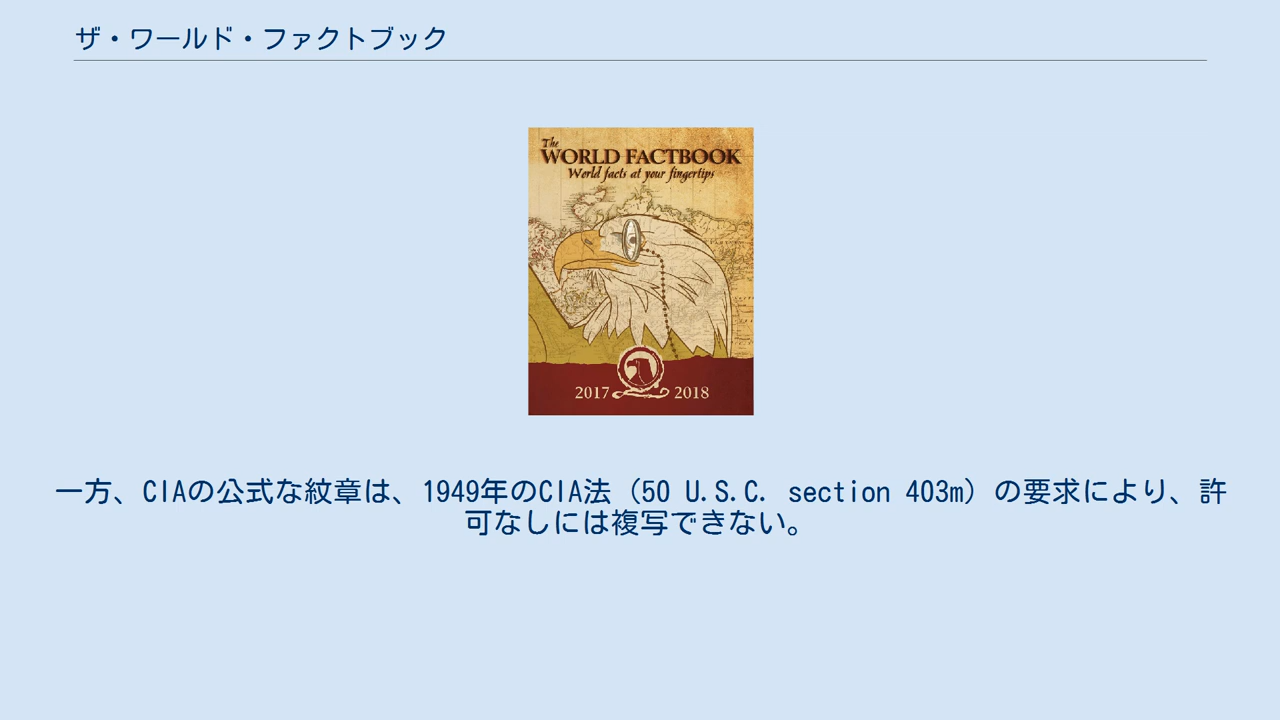 ザ・ワールド・ファクトブック
The
WORLD FACTBOOK
World facts at your fingertips
2017 2018
一方、CIAの公式な紋章は、1949年のCIA法（50 U.S.C. section 403m）の要求により、許
可なしには複写できない。